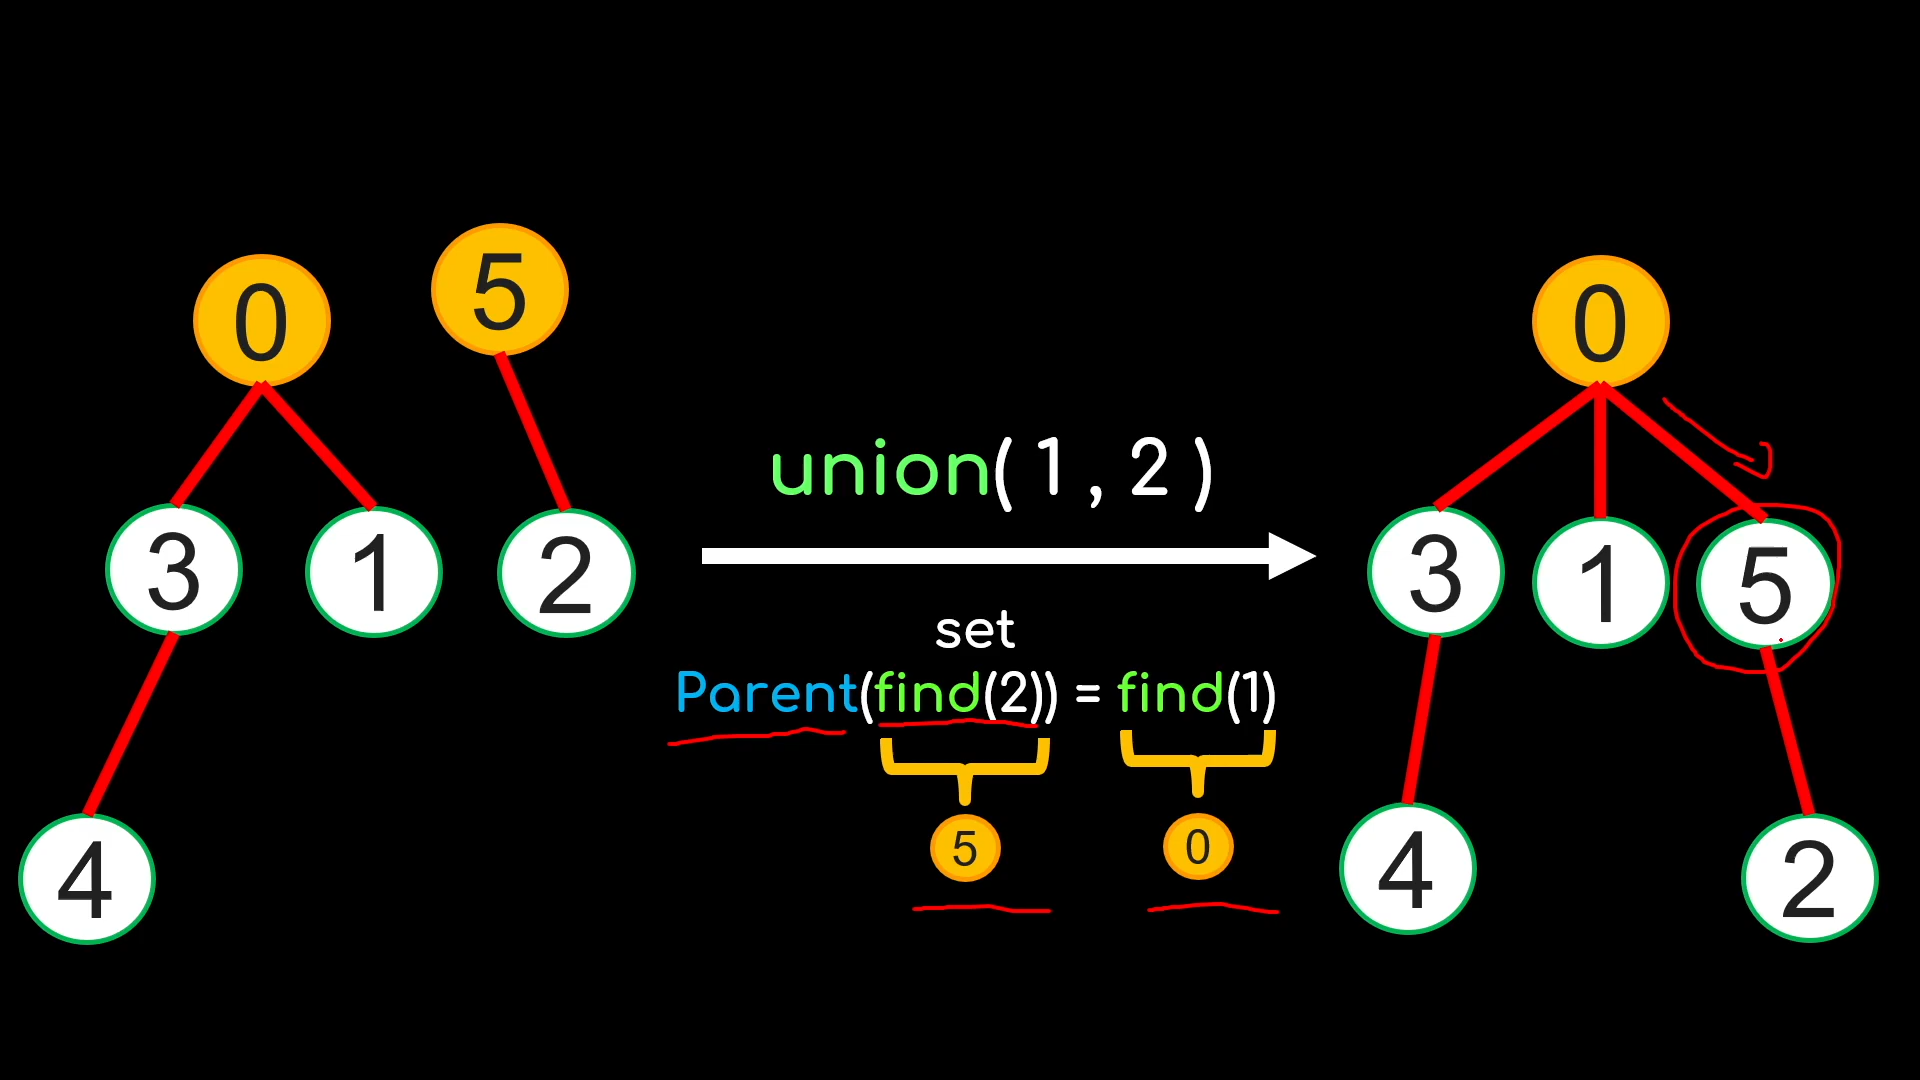 0 5
3 1 2
4
union( 1 , 2 )
set
Parent(find(2)) = find(1)
5 0
0
3 1 5
4 2